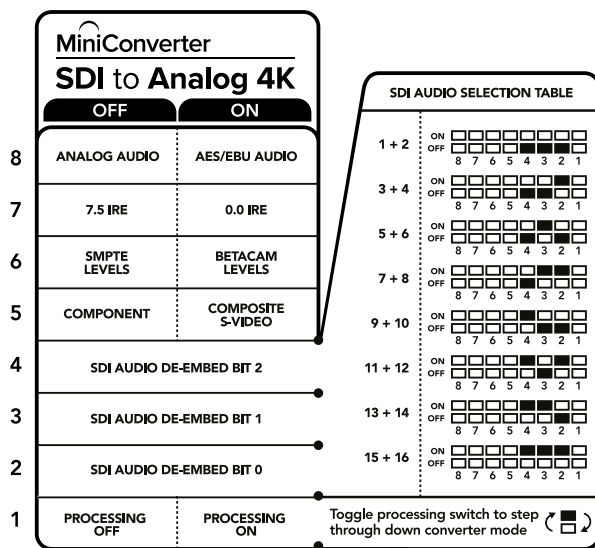 MiniConverter
SDI to Analog 4K
OFF ON
8 ANALOG AUDIO AES/EBU AUDIO
7 7.5 IRE 0.0 IRE
6 SMPTE LEVELS BETACAM LEVELS
5 COMPONENT COMPOSITE S-VIDEO
4 SDI AUDIO DE-EMBED BIT 2
3 SDI AUDIO DE-EMBED BIT 1
2 SDI AUDIO DE-EMBED BIT 0
1 PROCESSING OFF PROCESSING ON
SDI AUDIO SELECTION TABLE
1 + 2 ON
OFF
8 7 6 5 4 3 2 1
3 + 4 ON
OFF
8 7 6 5 4 3 2 1
5 + 6 ON
OFF
8 7 6 5 4 3 2 1
7 + 8 ON
OFF
8 7 6 5 4 3 2 1
9 + 10 ON
OFF
8 7 6 5 4 3 2 1
11 + 12 ON
OFF
8 7 6 5 4 3 2 1
13 + 14 ON
OFF
8 7 6 5 4 3 2 1
15 + 16 ON
OFF
8 7 6 5 4 3 2 1
Toggle processing switch to step
through down converter mode